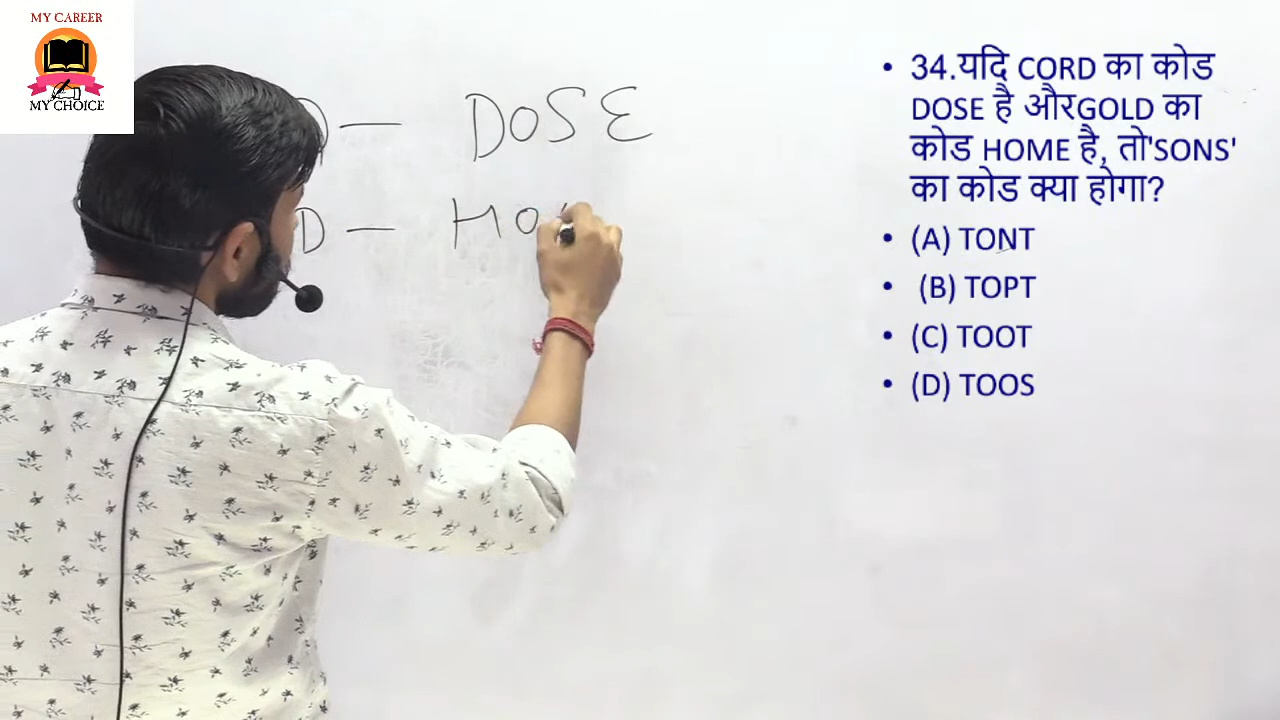 MY CAREER
MY CHOICE
D — DOSE
D — HO
• 34.यदि CORD का कोड
DOSE है औरGOLD का
कोड HOME है, तो'SONS'
का कोड क्या होगा?
• (A) TONT
• (B) TOPT
• (C) TOOT
• (D) TOOS